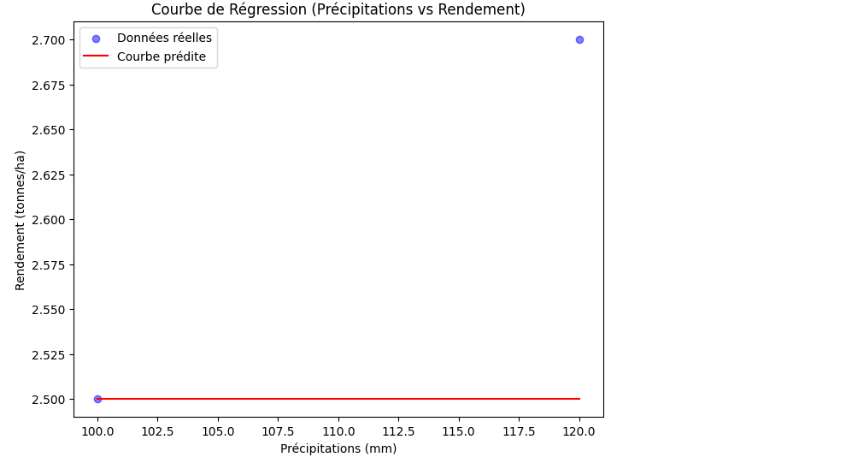 Courbe de Régression (Précipitations vs Rendement)
Données réelles
Courbe prédite
2.700
2.675
2.650
2.625
2.600
2.575
2.550
2.525
2.500
Rendement (tonnes/ha)
100.0 102.5 105.0 107.5 110.0 112.5 115.0 117.5 120.0
Précipitations (mm)